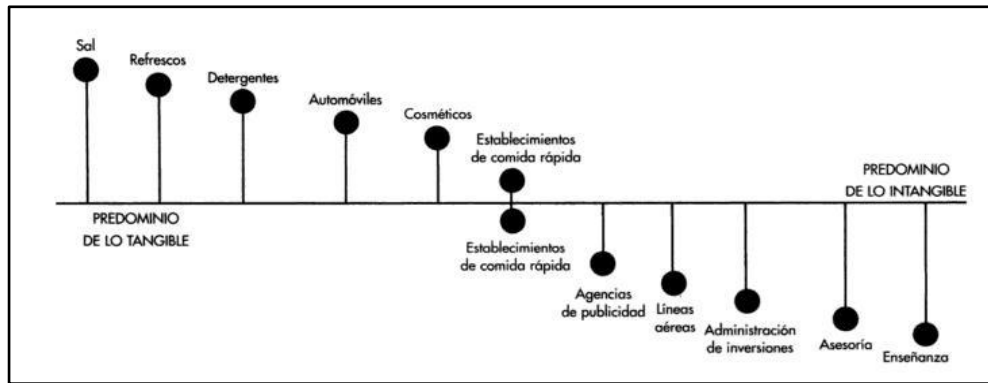 Sal
Refrescos
Detergentes
Automóviles
Cosméticos
Establecimientos
de comida rápida
PREDOMINIO
DE LO INTANGIBLE
PREDOMINIO
DE LO TANGIBLE
Establecimientos
de comida rápida
Agencias
de publicidad
Líneas
aéreas
Administración
de inversiones
Asesoría
Enseñanza